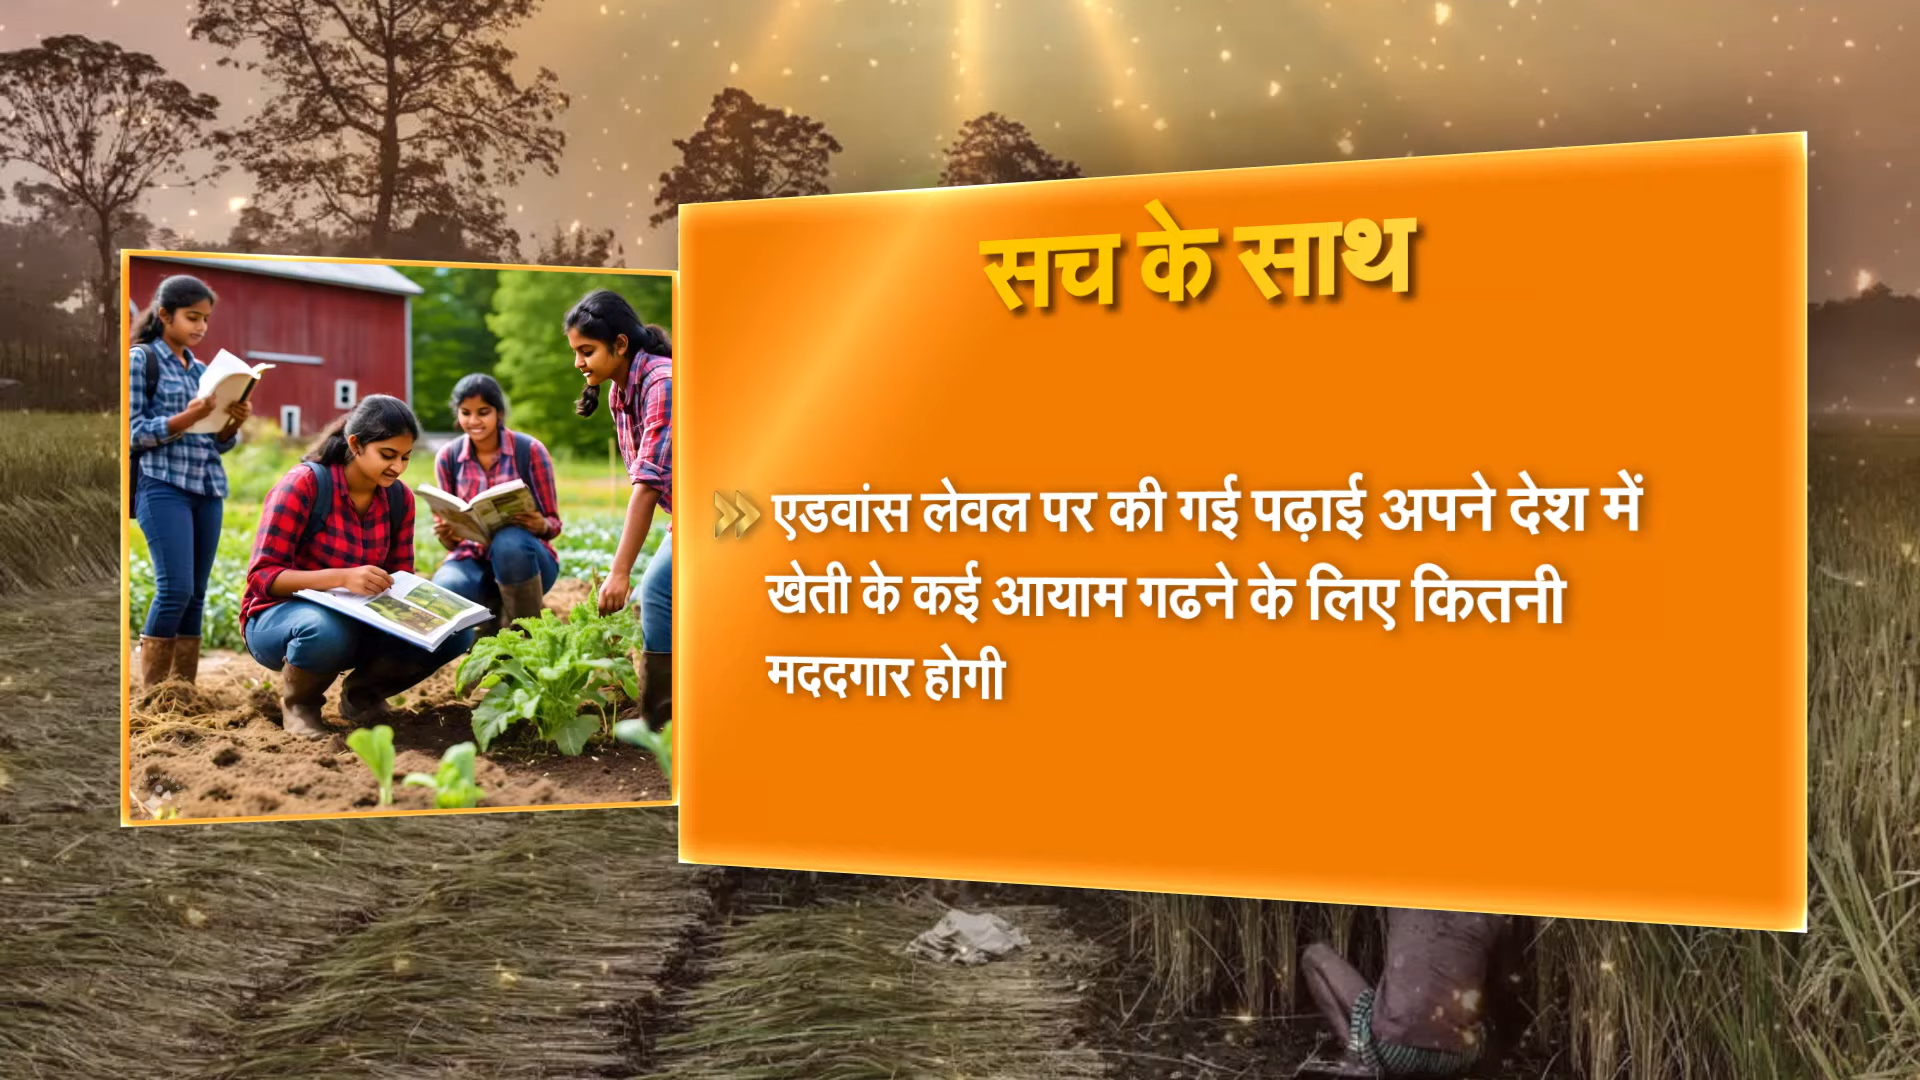 सच के साथ
एडवांस लेवल पर की गई पढ़ाई अपने देश में
खेती के कई आयाम गढने के लिए कितनी
मददगार होगी